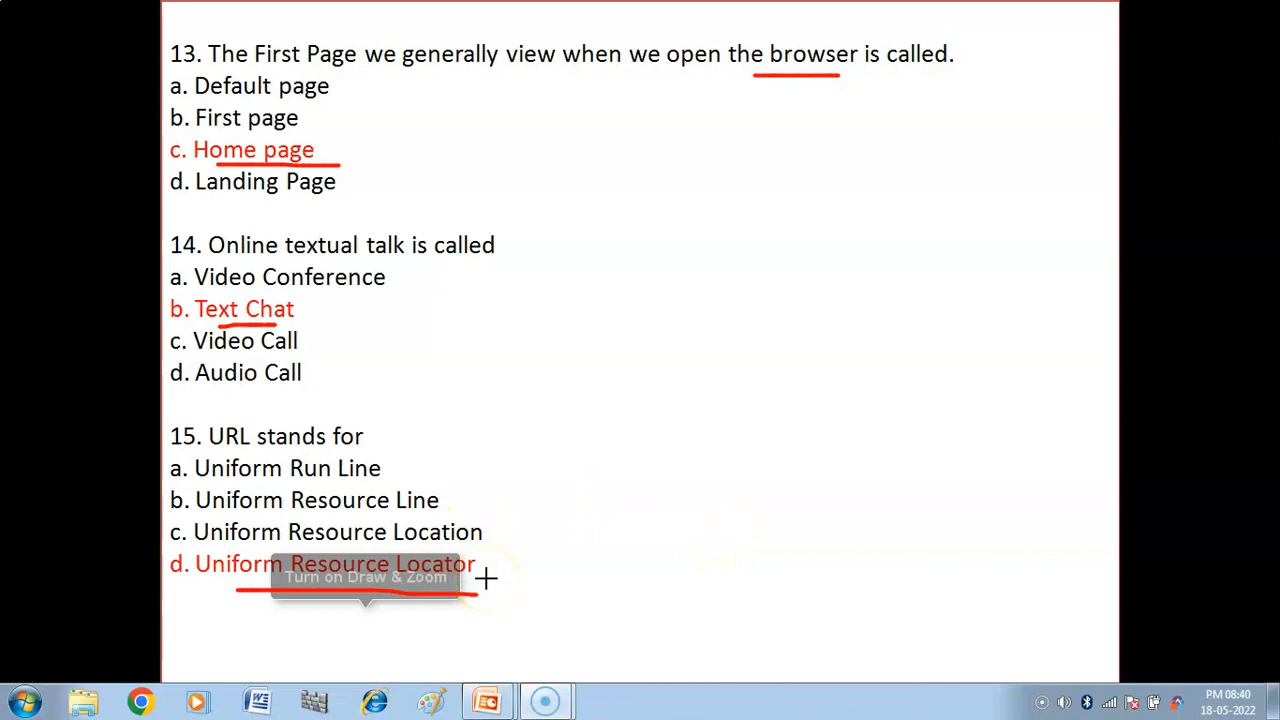 13. The First Page we generally view when we open the browser is called.
a. Default page
b. First page
c. Home page
d. Landing Page
14. Online textual talk is called
a. Video Conference
b. Text Chat
c. Video Call
d. Audio Call
15. URL stands for
a. Uniform Run Line
b. Uniform Resource Line
c. Uniform Resource Location
d. Uniform Resource Locator
Turn on Draw & Zoom
PM 08:40
18-05-2022